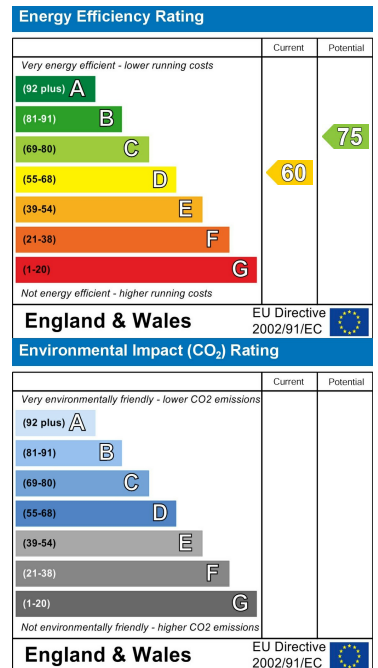 Energy Efficiency Rating
Current Potential
Very energy efficient - lower running costs
(92 plus) A
(81-91) B
(69-80) C
(55-68) D
(39-54) E
(21-38) F
(1-20) G
75
60
Not energy efficient - higher running costs
England & Wales
EU Directive
2002/91/EC
Environmental Impact (CO₂) Rating
Current Potential
Very environmentally friendly - lower CO2 emissions
(92 plus) A
(81-91) B
(69-80) C
(55-68) D
(39-54) E
(21-38) F
(1-20) G
Not environmentally friendly - higher CO2 emissions
England & Wales
EU Directive
2002/91/EC